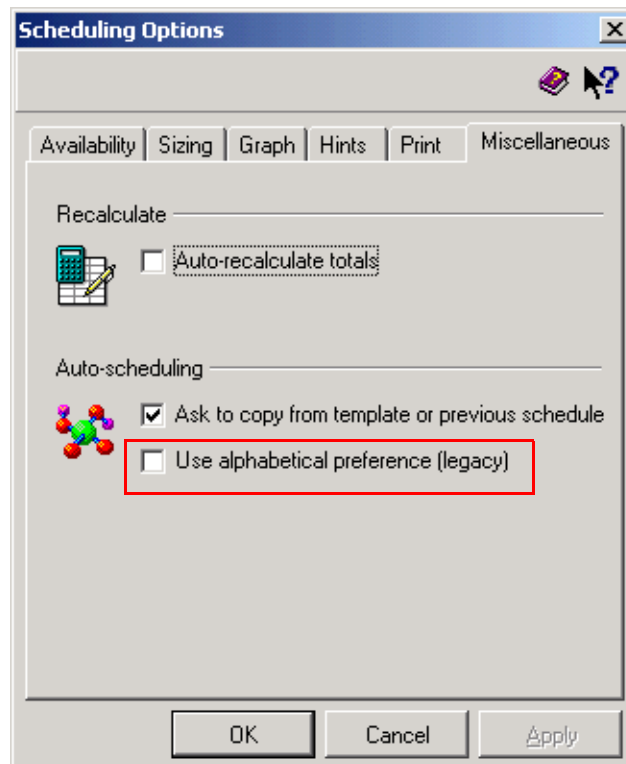 Scheduling Options
Availability Sizing Graph Hints Print Miscellaneous
Recalculate
Auto-recalculate totals
Auto-scheduling
Ask to copy from template or previous schedule
Use alphabetical preference (legacy)
OK Cancel Apply